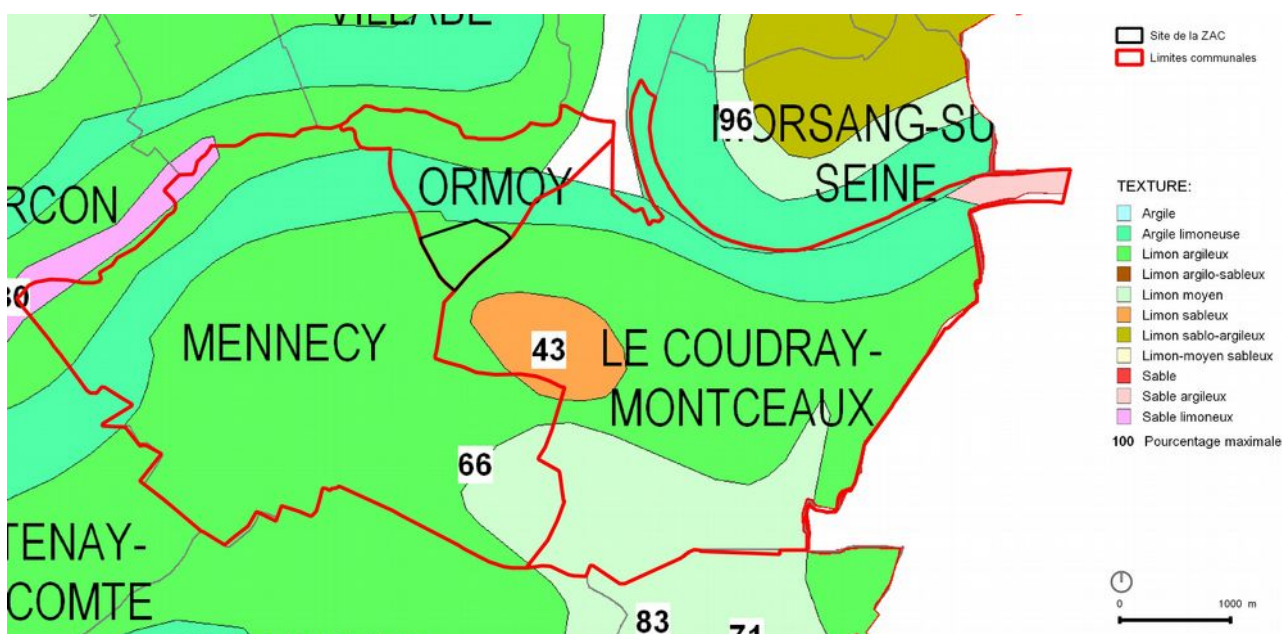 96
MORSANG-SU
SEINE
ORMOY
RCON
MENNECY
43
LE COUDRAY-
MONTCEAUX
66
TENAY-
COMTE
83
Site de la ZAC
Limites communales
TEXTURE:
Argile
Argile limoneuse
Limon argileux
Limon argilo-sableux
Limon moyen
Limon sableux
Limon sablo-argileux
Limon-moyen sableux
Sable
Sable argileux
Sable limoneux
100 Pourcentage maximale
0 1000 m